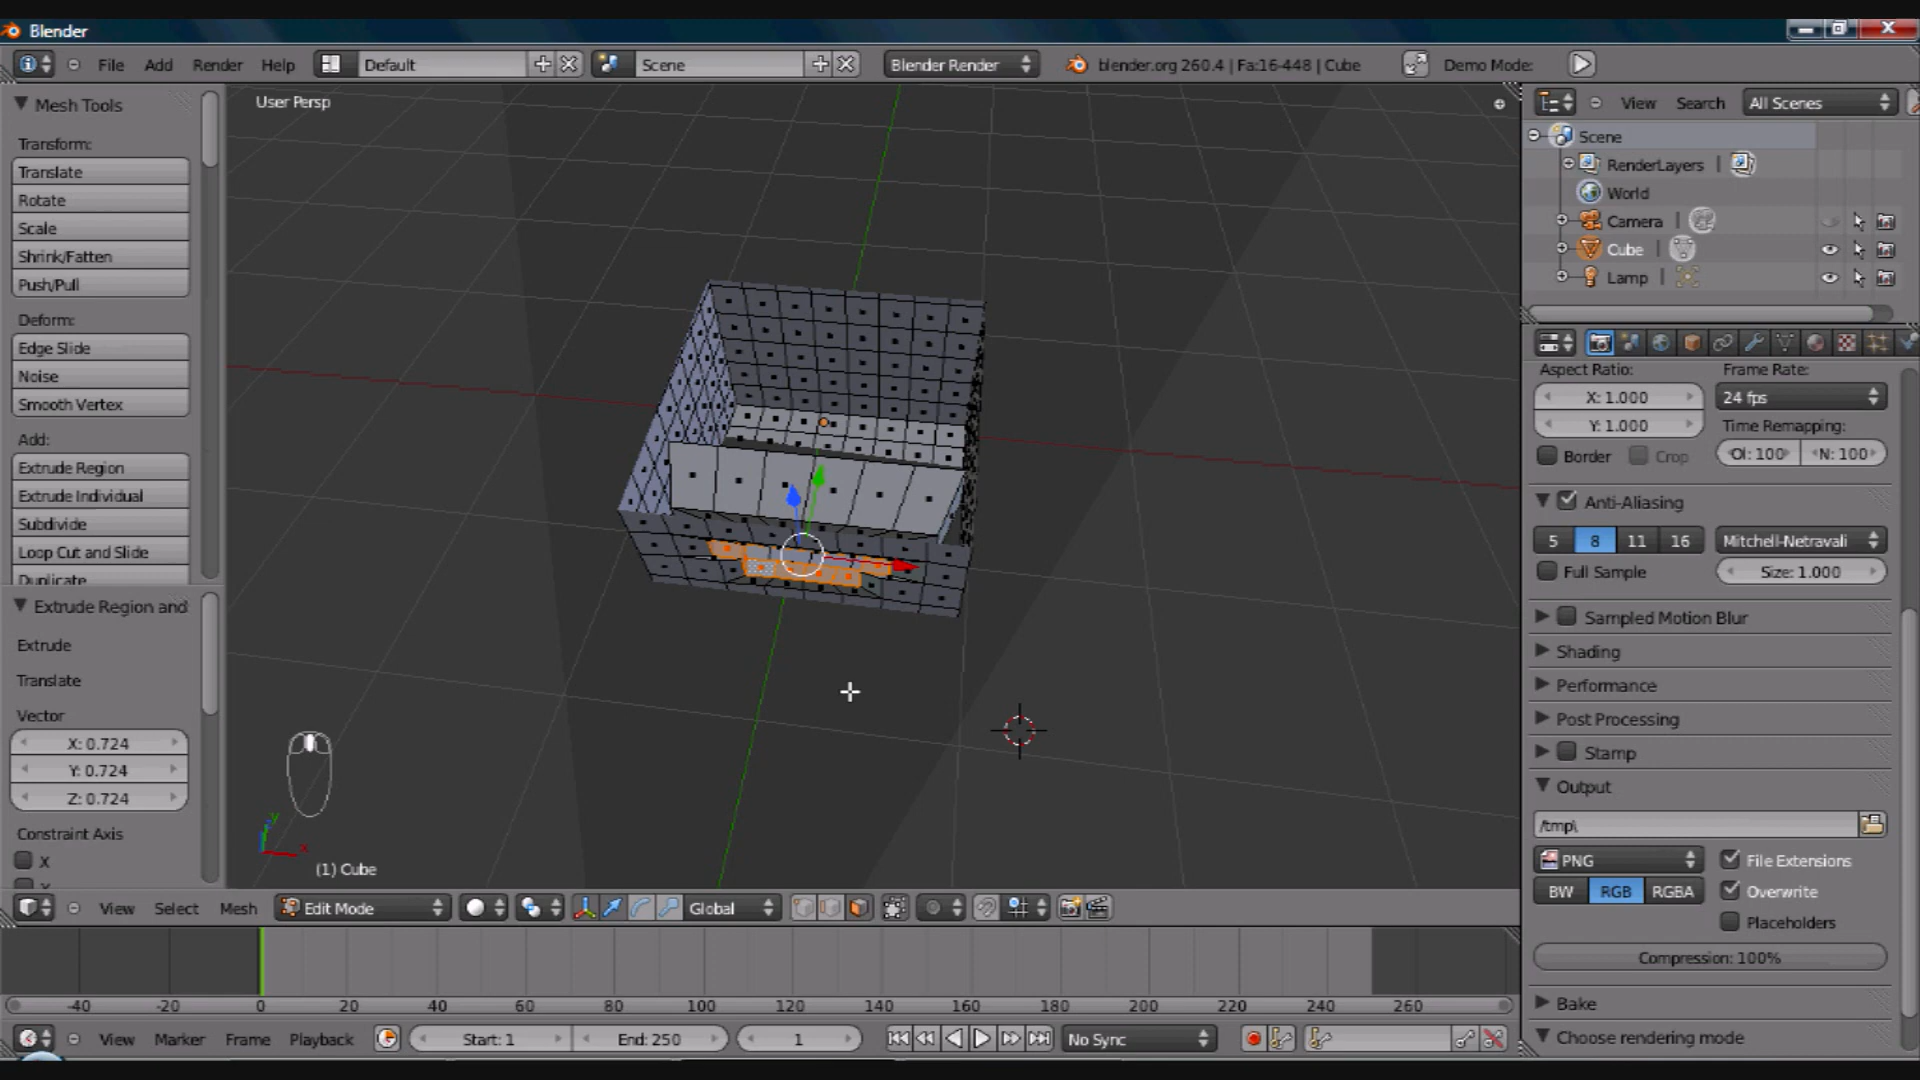 Blender
File Add Render Help Default Scene Blender Render blender.org 260.4 | Fa:16-448 | Cube Demo Mode:
Mesh Tools
Transform:
Translate
Rotate
Scale
Shrink/Fatten
Push/Pull
Deform:
Edge Slide
Noise
Smooth Vertex
Add:
Extrude Region
Extrude Individual
Subdivide
Loop Cut and Slide
Duplicate
Extrude Region and
Extrude
Translate
Vector
X: 0.724
Y: 0.724
Z: 0.724
Constraint Axis
X
Y
User Persp
y
x
(1) Cube
View Select Mesh Edit Mode Global
-40 -20 0 20 40 60 80 100 120 140 160 180 200 220 240 260
View Marker Frame Playback Start: 1 End: 250 1 No Sync
View Search All Scenes
Scene
RenderLayers |
World
Camera |
Cube |
Lamp |
Aspect Ratio: Frame Rate:
X: 1.000 24 fps
Y: 1.000 Time Remapping:
Border Crop Ol: 100 N: 100
Anti-Aliasing
5 8 11 16 Mitchell-Netravali
Full Sample Size: 1.000
Sampled Motion Blur
Shading
Performance
Post Processing
Stamp
Output
/tmp\
PNG File Extensions
BW RGB RGBA Overwrite
Placeholders
Compression: 100%
Bake
Choose rendering mode